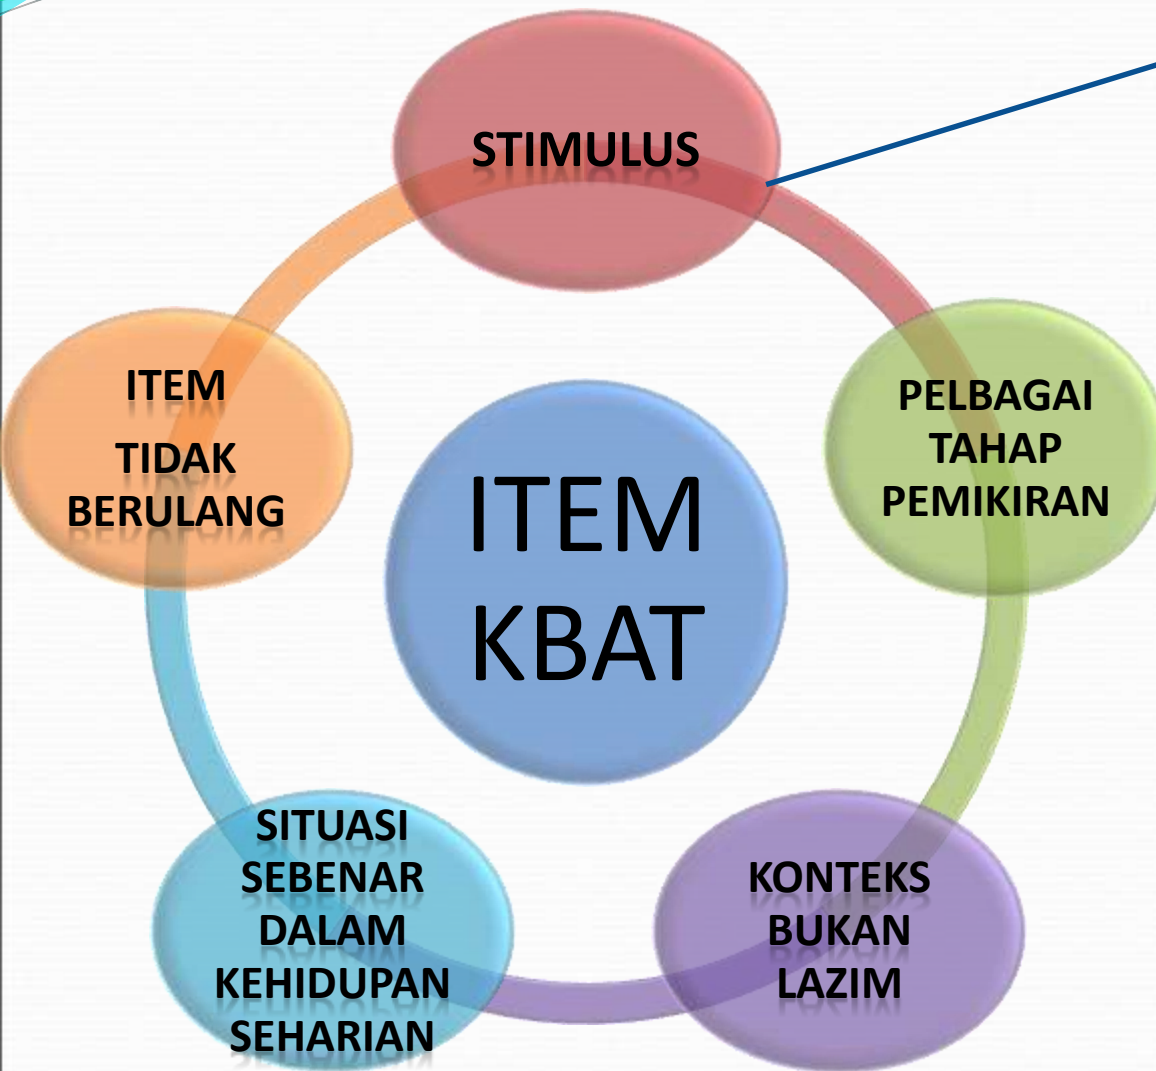 STIMULUS
PELBAGAI
TAHAP
PEMIKIRAN
KONTEKS
BUKAN
LAZIM
SITUASI
SEBENAR
DALAM
KEHIDUPAN
SEHARIAN
ITEM
TIDAK
BERULANG
ITEM
KBAT